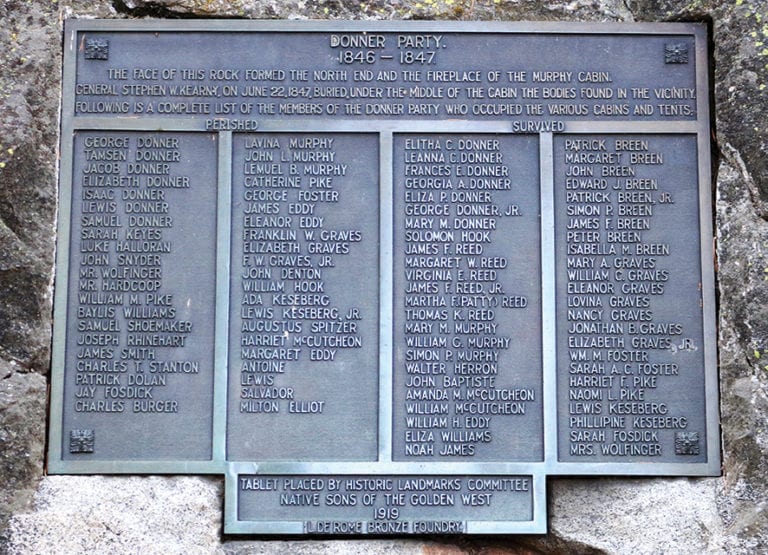 DONNER PARTY.
1846 — 1847.
THE FACE OF THIS ROCK FORMED THE NORTH END AND THE FIREPLACE OF THE MURPHY CABIN.
GENERAL STEPHEN W. KEARNY, ON JUNE 22, 1847, BURIED, UNDER THE MIDDLE OF THE CABIN THE BODIES FOUND IN THE VICINITY.
FOLLOWING IS A COMPLETE LIST OF THE MEMBERS OF THE DONNER PARTY WHO OCCUPIED THE VARIOUS CABINS AND TENTS:
PERISHED
GEORGE DONNER
TAMSEN DONNER
JACOB DONNER
ELIZABETH DONNER
ISAAC DONNER
LEWIS DONNER
SAMUEL DONNER
SARAH KEYES
LUKE HALLORAN
JOHN SNYDER
MR. WOLFINGER
MR. HARDCOOP
WILLIAM M. PIKE
BAYLIS WILLIAMS
SAMUEL SHOEMAKER
JOSEPH RHINEHART
JAMES SMITH
CHARLES T. STANTON
PATRICK DOLAN
JAY FOSDICK
CHARLES BURGER
LAVINA MURPHY
JOHN L. MURPHY
LEMUEL B. MURPHY
CATHERINE PIKE
GEORGE FOSTER
JAMES EDDY
ELEANOR EDDY
FRANKLIN W. GRAVES
ELIZABETH GRAVES
F. W. GRAVES, JR.
JOHN DENTON
WILLIAM HOOK
ADA KESEBERG
LEWIS KESEBERG, JR.
AUGUSTUS SPITZER
HARRIET McCUTCHEON
MARGARET EDDY
ANTOINE
LEWIS
SALVADOR
MILTON ELLIOT
SURVIVED
ELITHA C. DONNER
LEANNA C. DONNER
FRANCES E. DONNER
GEORGIA A. DONNER
ELIZA P. DONNER
GEORGE DONNER, JR.
MARY M. DONNER
SOLOMON HOOK
JAMES F. REED
MARGARET W. REED
VIRGINIA E. REED
JAMES F. REED, JR.
MARTHA F. (PATTY) REED
THOMAS K. REED
MARY M. MURPHY
WILLIAM G. MURPHY
SIMON P. MURPHY
WALTER HERRON
JOHN BAPTISTE
AMANDA M. McCUTCHEON
WILLIAM McCUTCHEON
WILLIAM H. EDDY
ELIZA WILLIAMS
NOAH JAMES
PATRICK BREEN
MARGARET BREEN
JOHN BREEN
EDWARD J. BREEN
PATRICK BREEN, JR.
SIMON P. BREEN
JAMES F. BREEN
PETER BREEN
ISABELLA M. BREEN
MARY A. GRAVES
WILLIAM C. GRAVES
ELEANOR GRAVES
LOVINA GRAVES
NANCY GRAVES
JONATHAN B. GRAVES
ELIZABETH GRAVES, JR.
WM. M. FOSTER
SARAH A. C. FOSTER
HARRIET F. PIKE
NAOMI L. PIKE
LEWIS KESEBERG
PHILLIPINE KESEBERG
SARAH FOSDICK
MRS. WOLFINGER
TABLET PLACED BY HISTORIC LANDMARKS COMMITTEE
NATIVE SONS OF THE GOLDEN WEST
1919
L. DE ROME BRONZE FOUNDRY